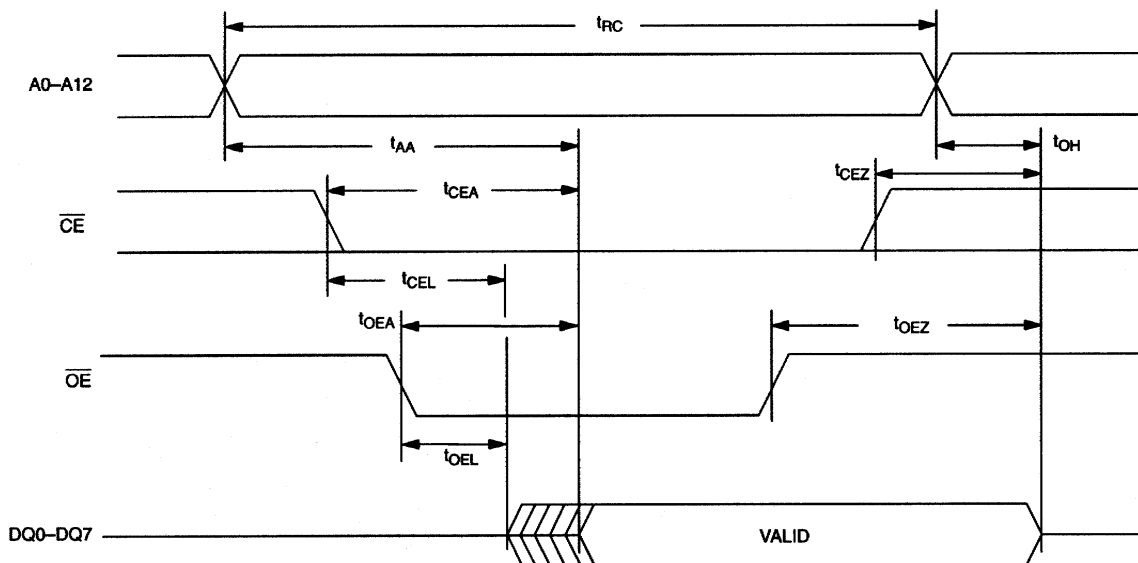 tRC
A0–A12
tAA
tOH
tCEZ
tCEA
CE
tCEL
tOEA
tOEZ
OE
tOEL
DQ0–DQ7
VALID